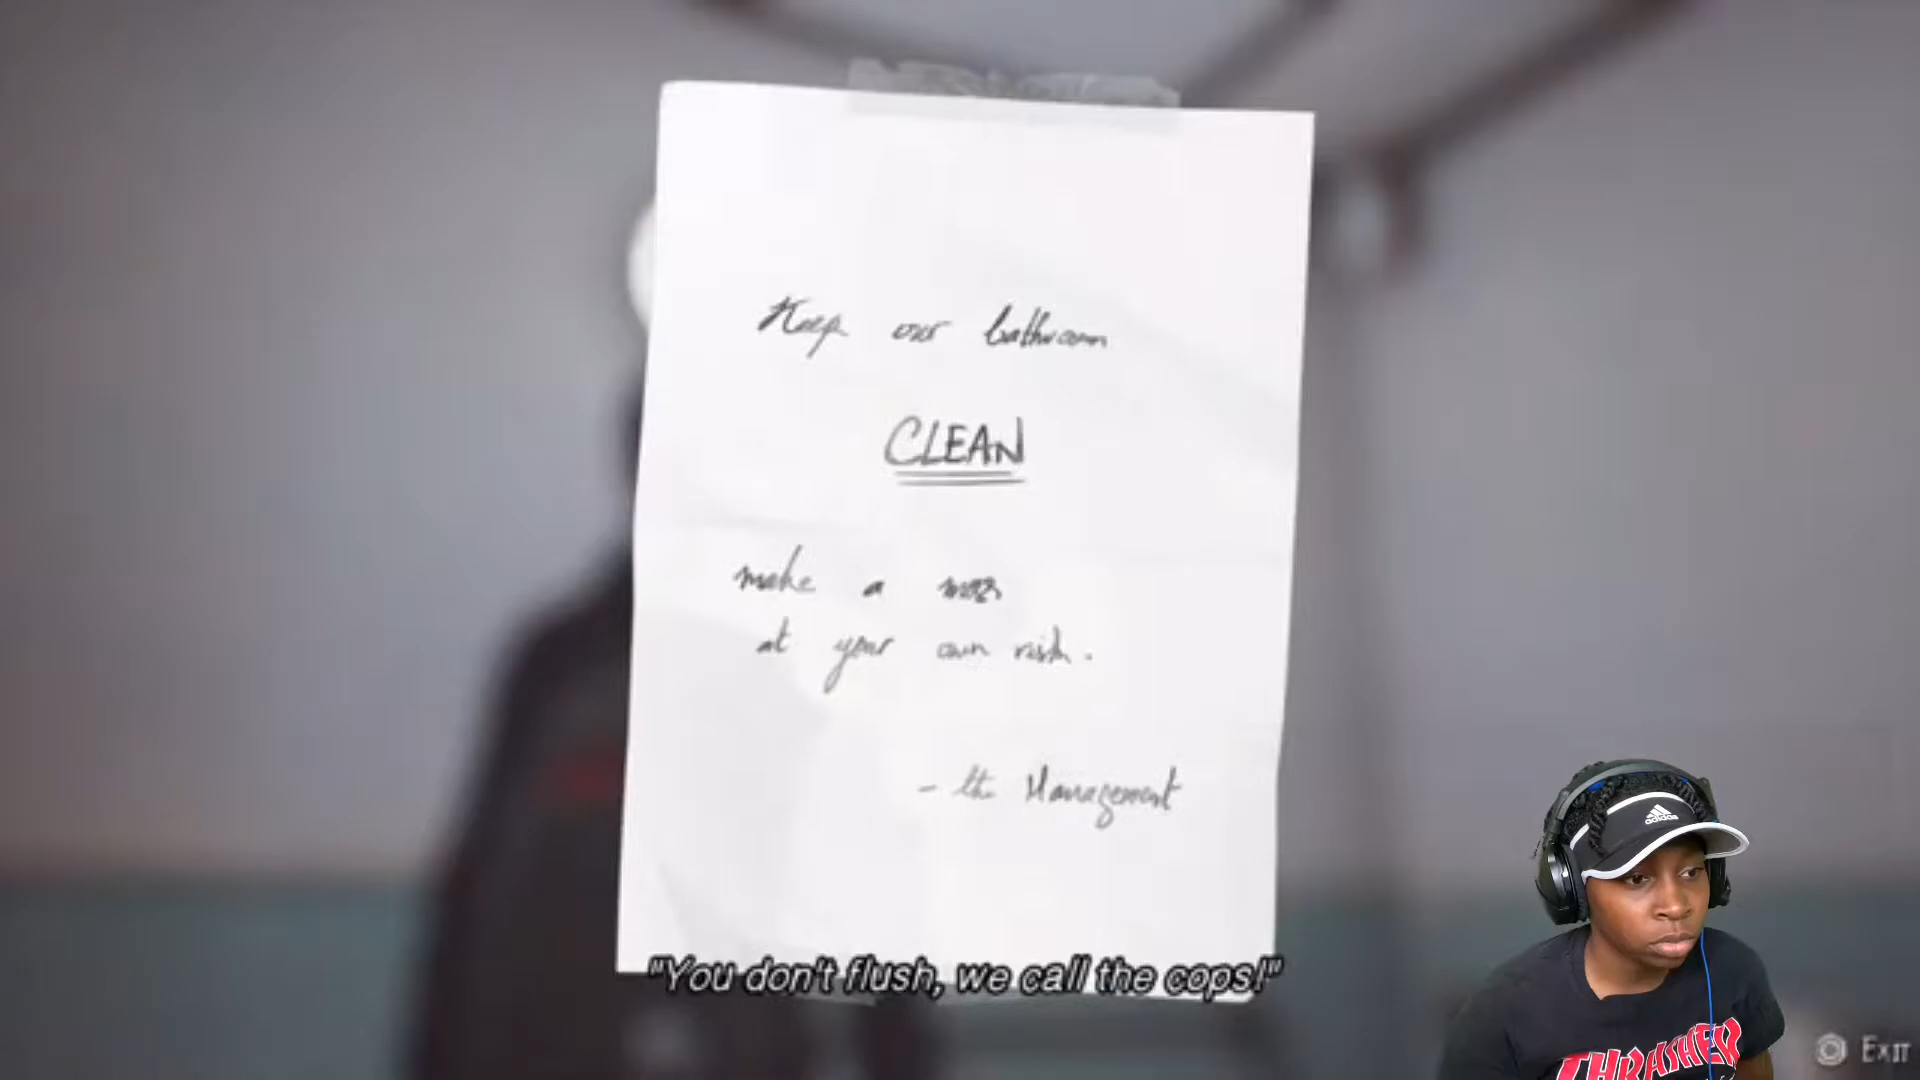 Keep our bathroom
CLEAN
make a mess
at your own risk.
- the Management
"You don't flush, we call the cops!"
adidas
THRASHER
EXIT